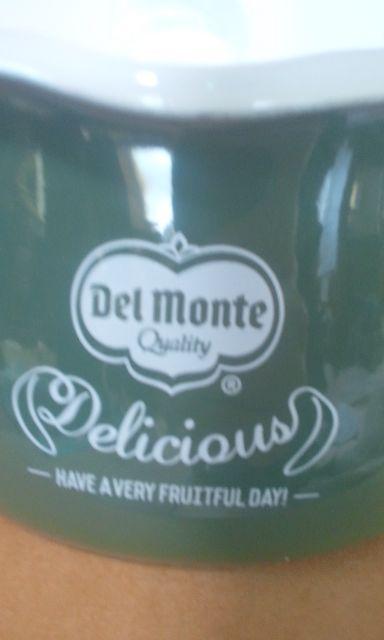 Del Monte
Quality
®
Delicious
HAVE A VERY FRUITFUL DAY!